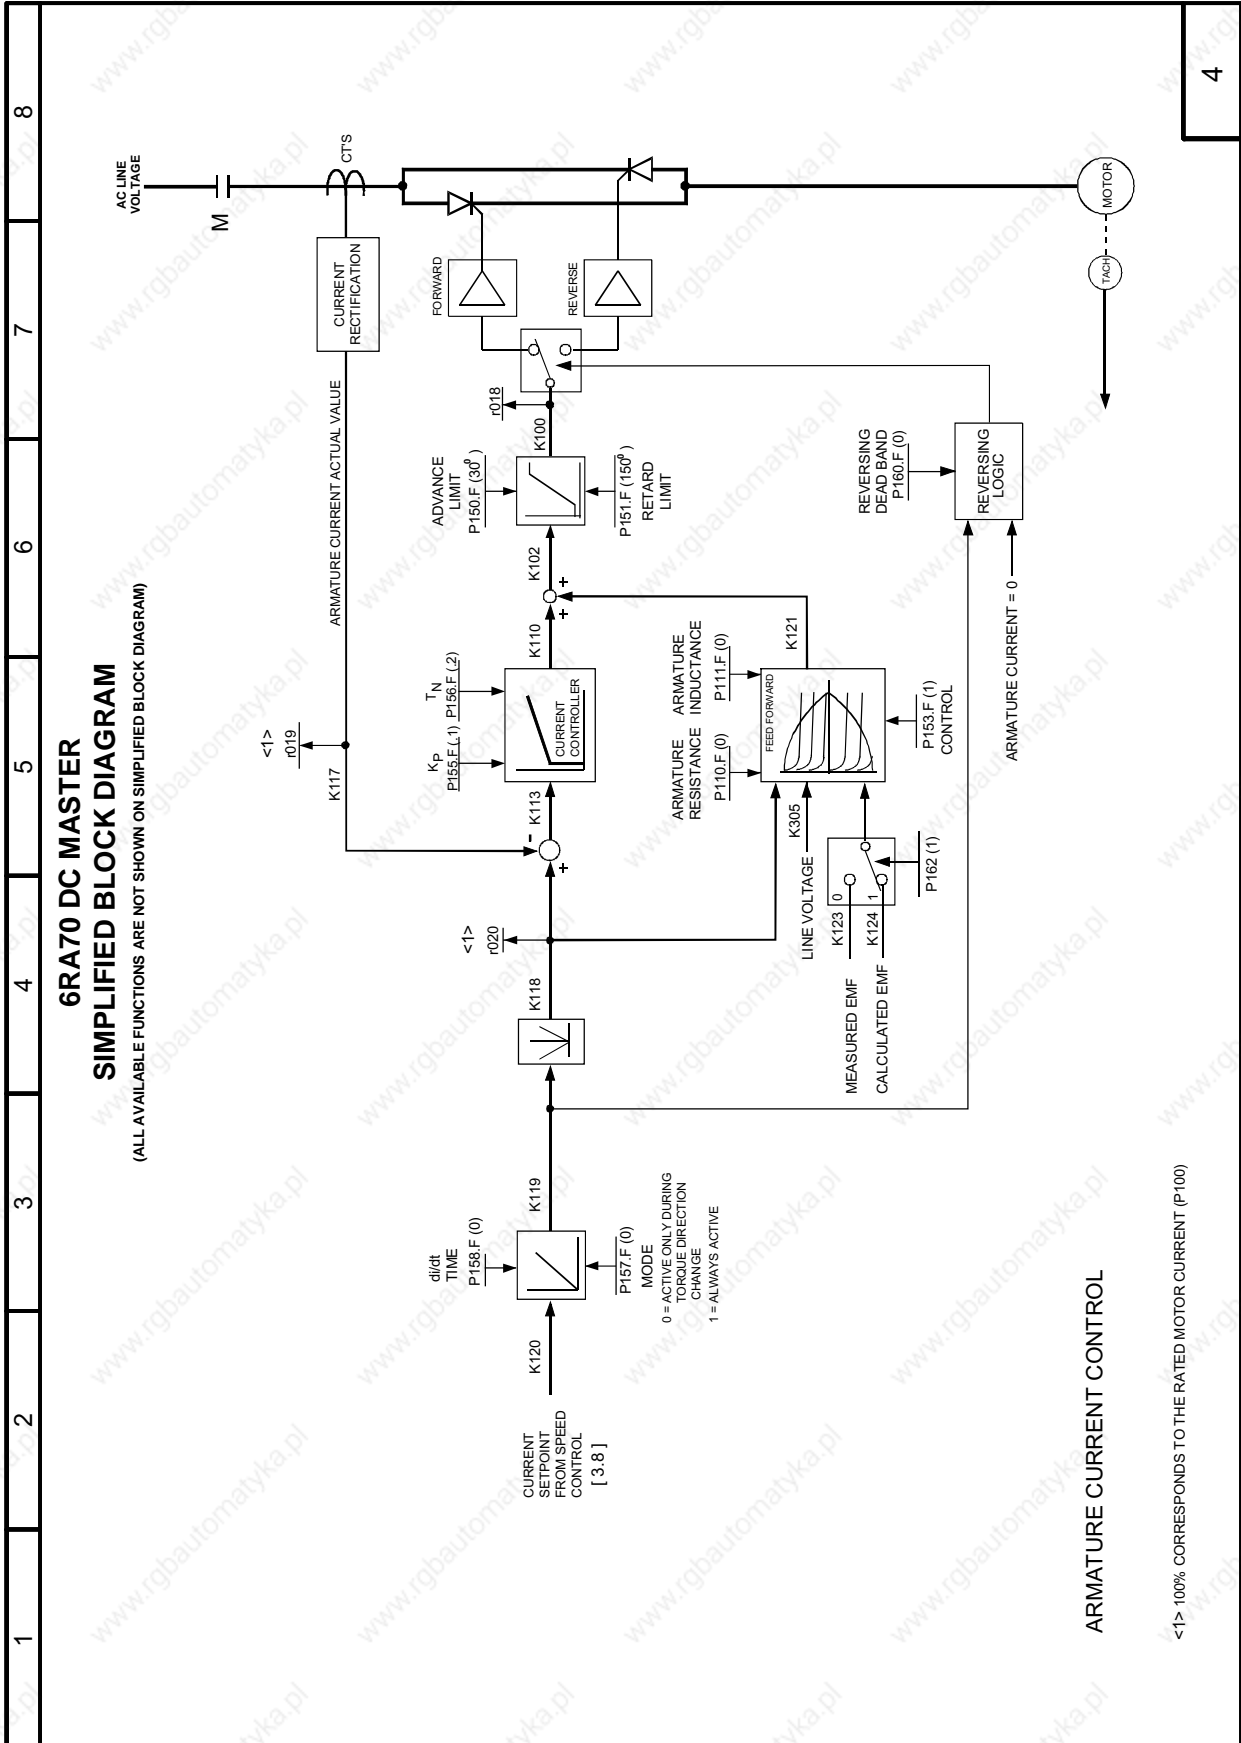 1 2 3 4 5 6 7 8
6RA70 DC MASTER
SIMPLIFIED BLOCK DIAGRAM
(ALL AVAILABLE FUNCTIONS ARE NOT SHOWN ON SIMPLIFIED BLOCK DIAGRAM)
AC LINE
VOLTAGE
M
CT'S
CURRENT
RECTIFICATION
ARMATURE CURRENT ACTUAL VALUE
<1>
r019
K117
CURRENT
SETPOINT
FROM SPEED
CONTROL
[ 3.8 ]
K120
di/dt
TIME
P158.F (0)
P157.F (0)
MODE
0 = ACTIVE ONLY DURING
TORQUE DIRECTION
CHANGE
1 = ALWAYS ACTIVE
K119
K118
<1>
r020
+
-
K113
KP
P155.F (.1)
TN
P156.F (.2)
CURRENT
CONTROLLER
K110
+
+
K102
ADVANCE
LIMIT
P150.F (30°)
P151.F (150°)
RETARD
LIMIT
K100
r018
FORWARD
REVERSE
ARMATURE
RESISTANCE
P110.F (0)
ARMATURE
INDUCTANCE
P111.F (0)
FEED FORWARD
K121
P153.F (1)
CONTROL
K305
LINE VOLTAGE
MEASURED EMF
K123
0
CALCULATED EMF
K124
1
P162 (1)
REVERSING
DEAD BAND
P160.F (0)
REVERSING
LOGIC
ARMATURE CURRENT = 0
MOTOR
TACH
ARMATURE CURRENT CONTROL
<1> 100% CORRESPONDS TO THE RATED MOTOR CURRENT (P100)
4
www.rgbautomatyka.pl